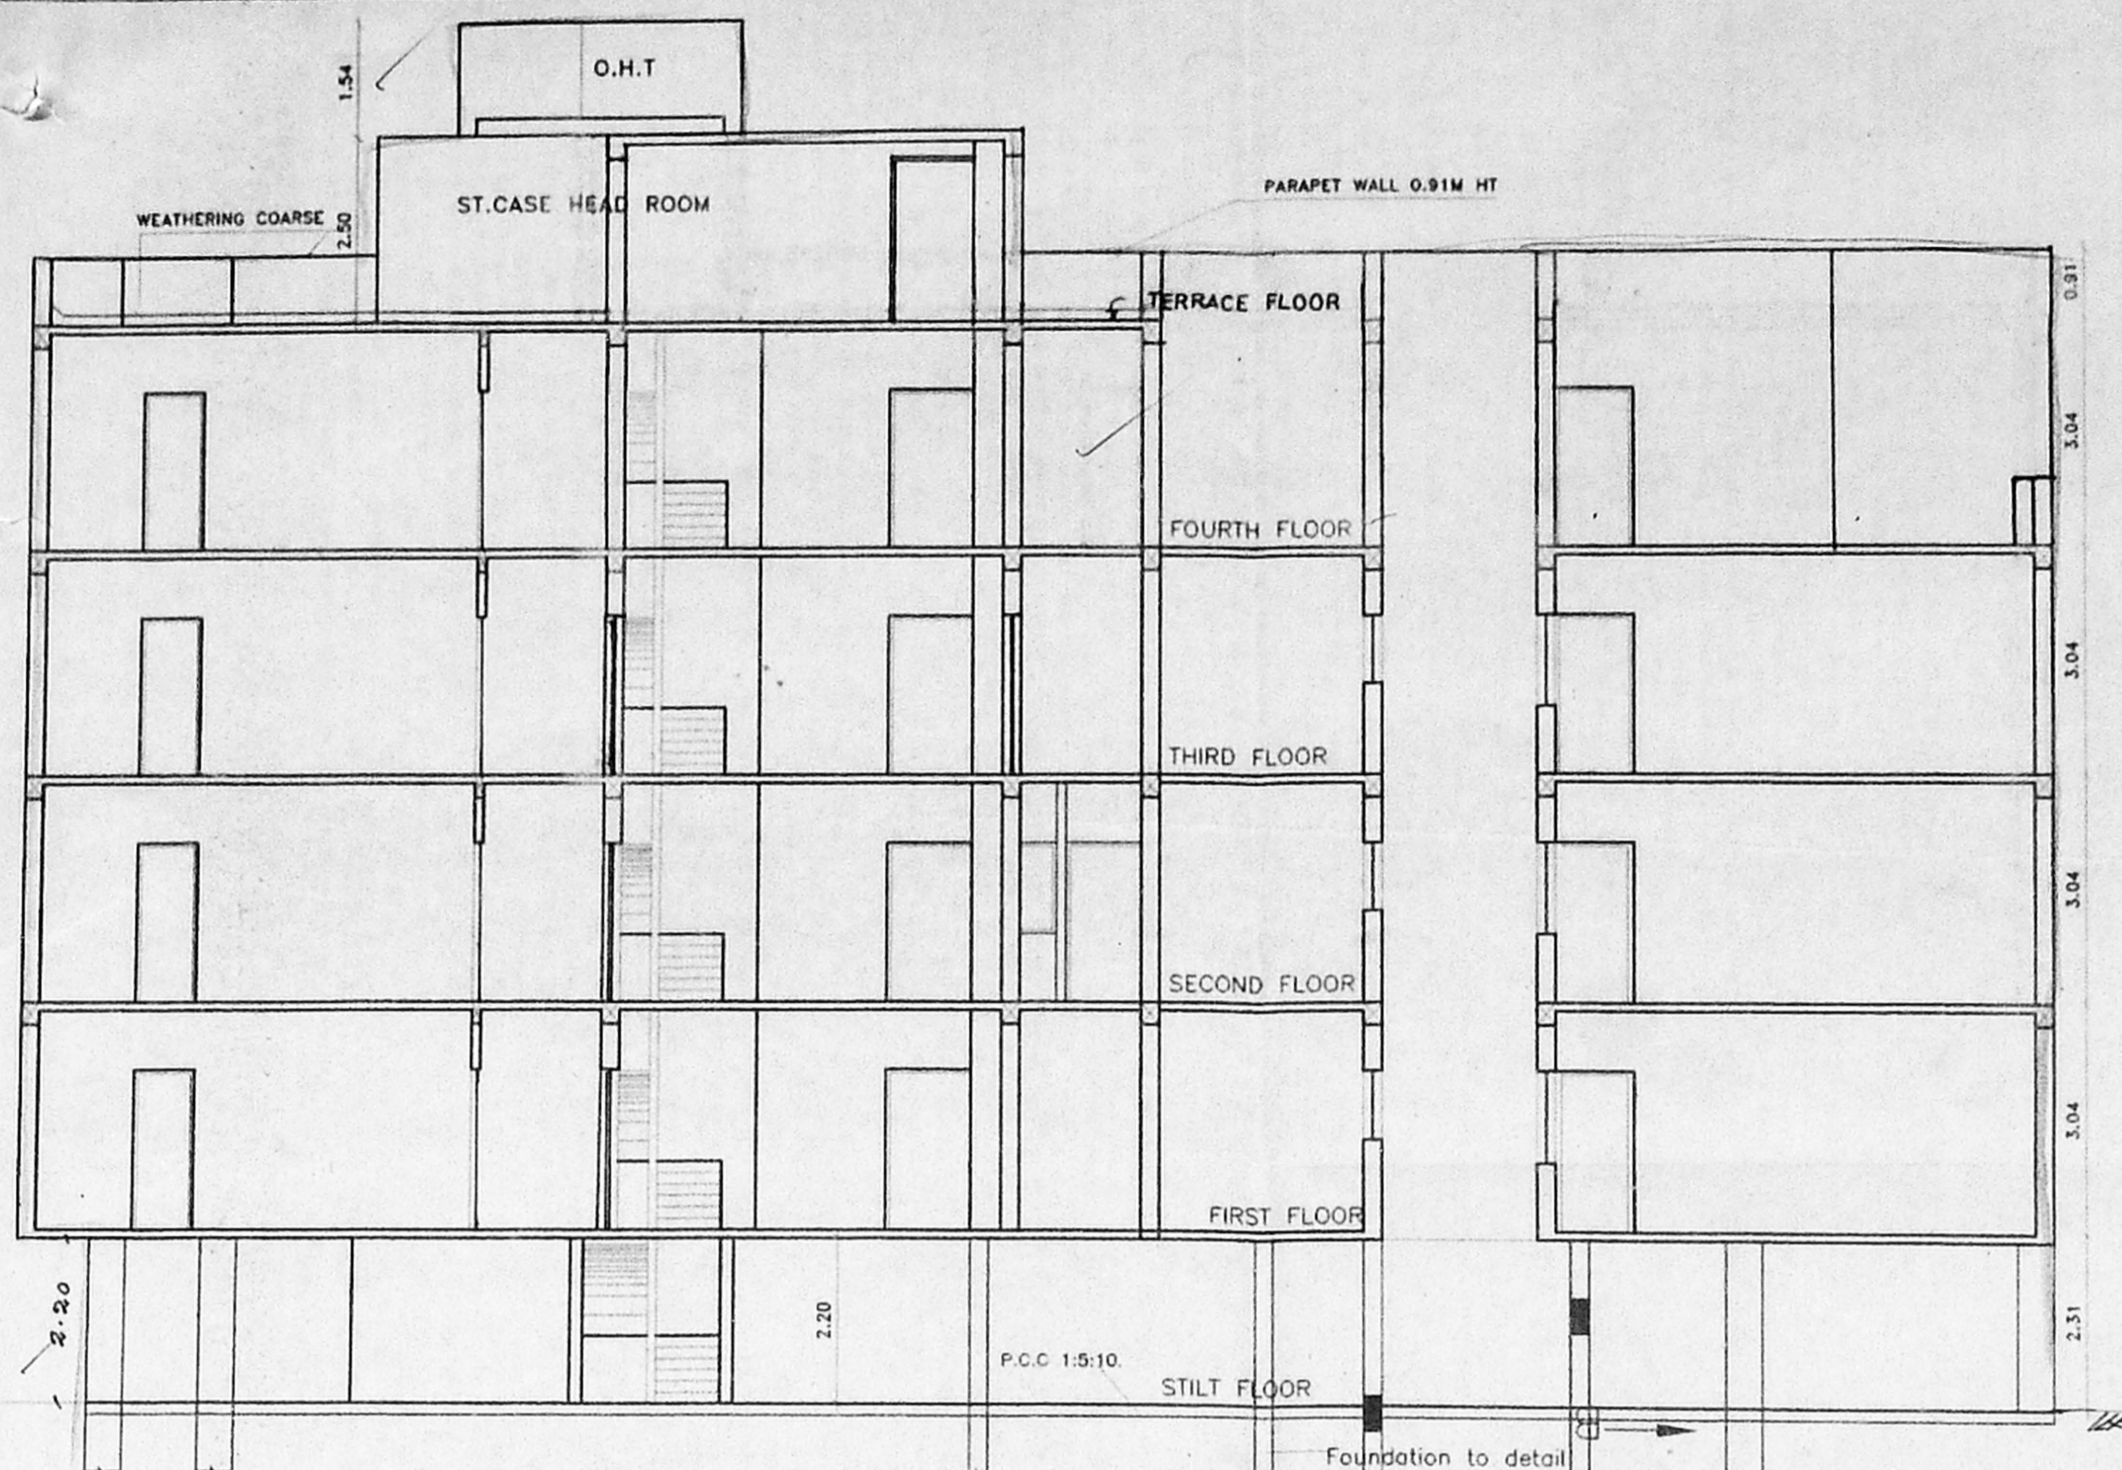 1.54
O.H.T
WEATHERING COARSE
2.50
ST.CASE HEAD ROOM
PARAPET WALL 0.91M HT
0.91
TERRACE FLOOR
3.04
FOURTH FLOOR
3.04
THIRD FLOOR
3.04
SECOND FLOOR
3.04
FIRST FLOOR
2.20
2.20
2.31
P.C.C 1:5:10.
STILT FLOOR
B
Foundation to detail